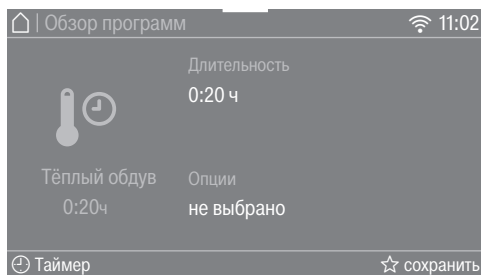 | Обзор программ 11:02
Длительность
0:20 ч
Тёплый обдув
0:20ч
Опции
не выбрано
Таймер
сохранить